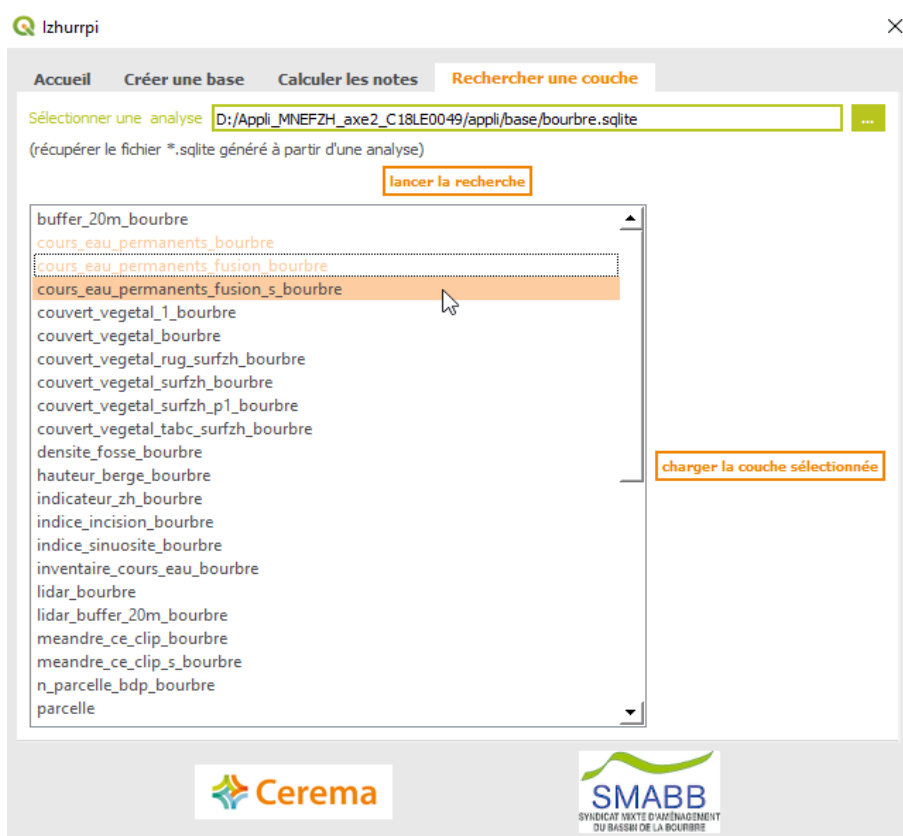 Izhurrpi
Accueil Créer une base Calculer les notes Rechercher une couche
Sélectionner une analyse D:/Appli_MNEFZH_axe2_C18LE0049/appli/base/bourbre.sqlite ...
(récupérer le fichier *.sqlite généré à partir d'une analyse)
lancer la recherche
buffer_20m_bourbre
cours_eau_permanents_bourbre
cours_eau_permanents_fusion_bourbre
cours_eau_permanents_fusion_s_bourbre
couvert_vegetal_1_bourbre
couvert_vegetal_bourbre
couvert_vegetal_rug_surfzh_bourbre
couvert_vegetal_surfzh_bourbre
couvert_vegetal_surfzh_p1_bourbre
couvert_vegetal_tabc_surfzh_bourbre
densite_fosse_bourbre
hauteur_berge_bourbre
charger la couche sélectionnée
indicateur_zh_bourbre
indice_incision_bourbre
indice_sinuosite_bourbre
inventaire_cours_eau_bourbre
lidar_bourbre
lidar_buffer_20m_bourbre
meandre_ce_clip_bourbre
meandre_ce_clip_s_bourbre
n_parcelle_bdp_bourbre
parcelle
Cerema
SMABB
SYNDICAT MIXTE D'AMÉNAGEMENT
DU BASSIN DE LA BOURBRE